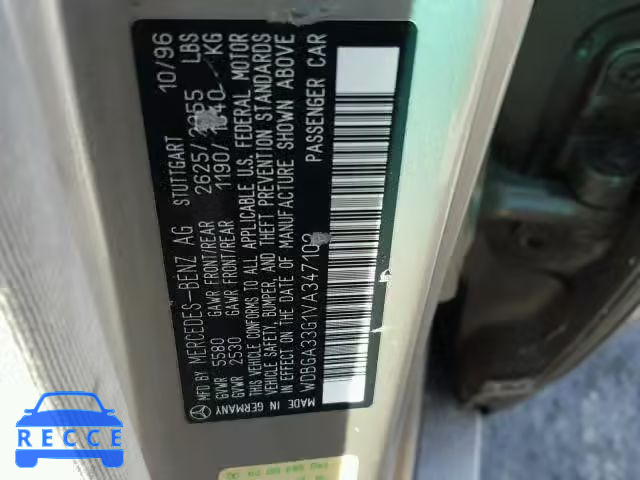 MFD BY MERCEDES-BENZ AG STUTTGART 10/96
GVWR 5580 GAWR FRONT/REAR 2625/2955 LBS
GVWR 2530 GAWR FRONT/REAR 1190/1340 KG
THIS VEHICLE CONFORMS TO ALL APPLICABLE U.S. FEDERAL MOTOR
VEHICLE SAFETY, BUMPER, AND THEFT PREVENTION STANDARDS
IN EFFECT ON THE DATE OF MANUFACTURE SHOWN ABOVE
WDBGA33G1VA347102 PASSENGER CAR
MADE IN GERMANY
RECCE